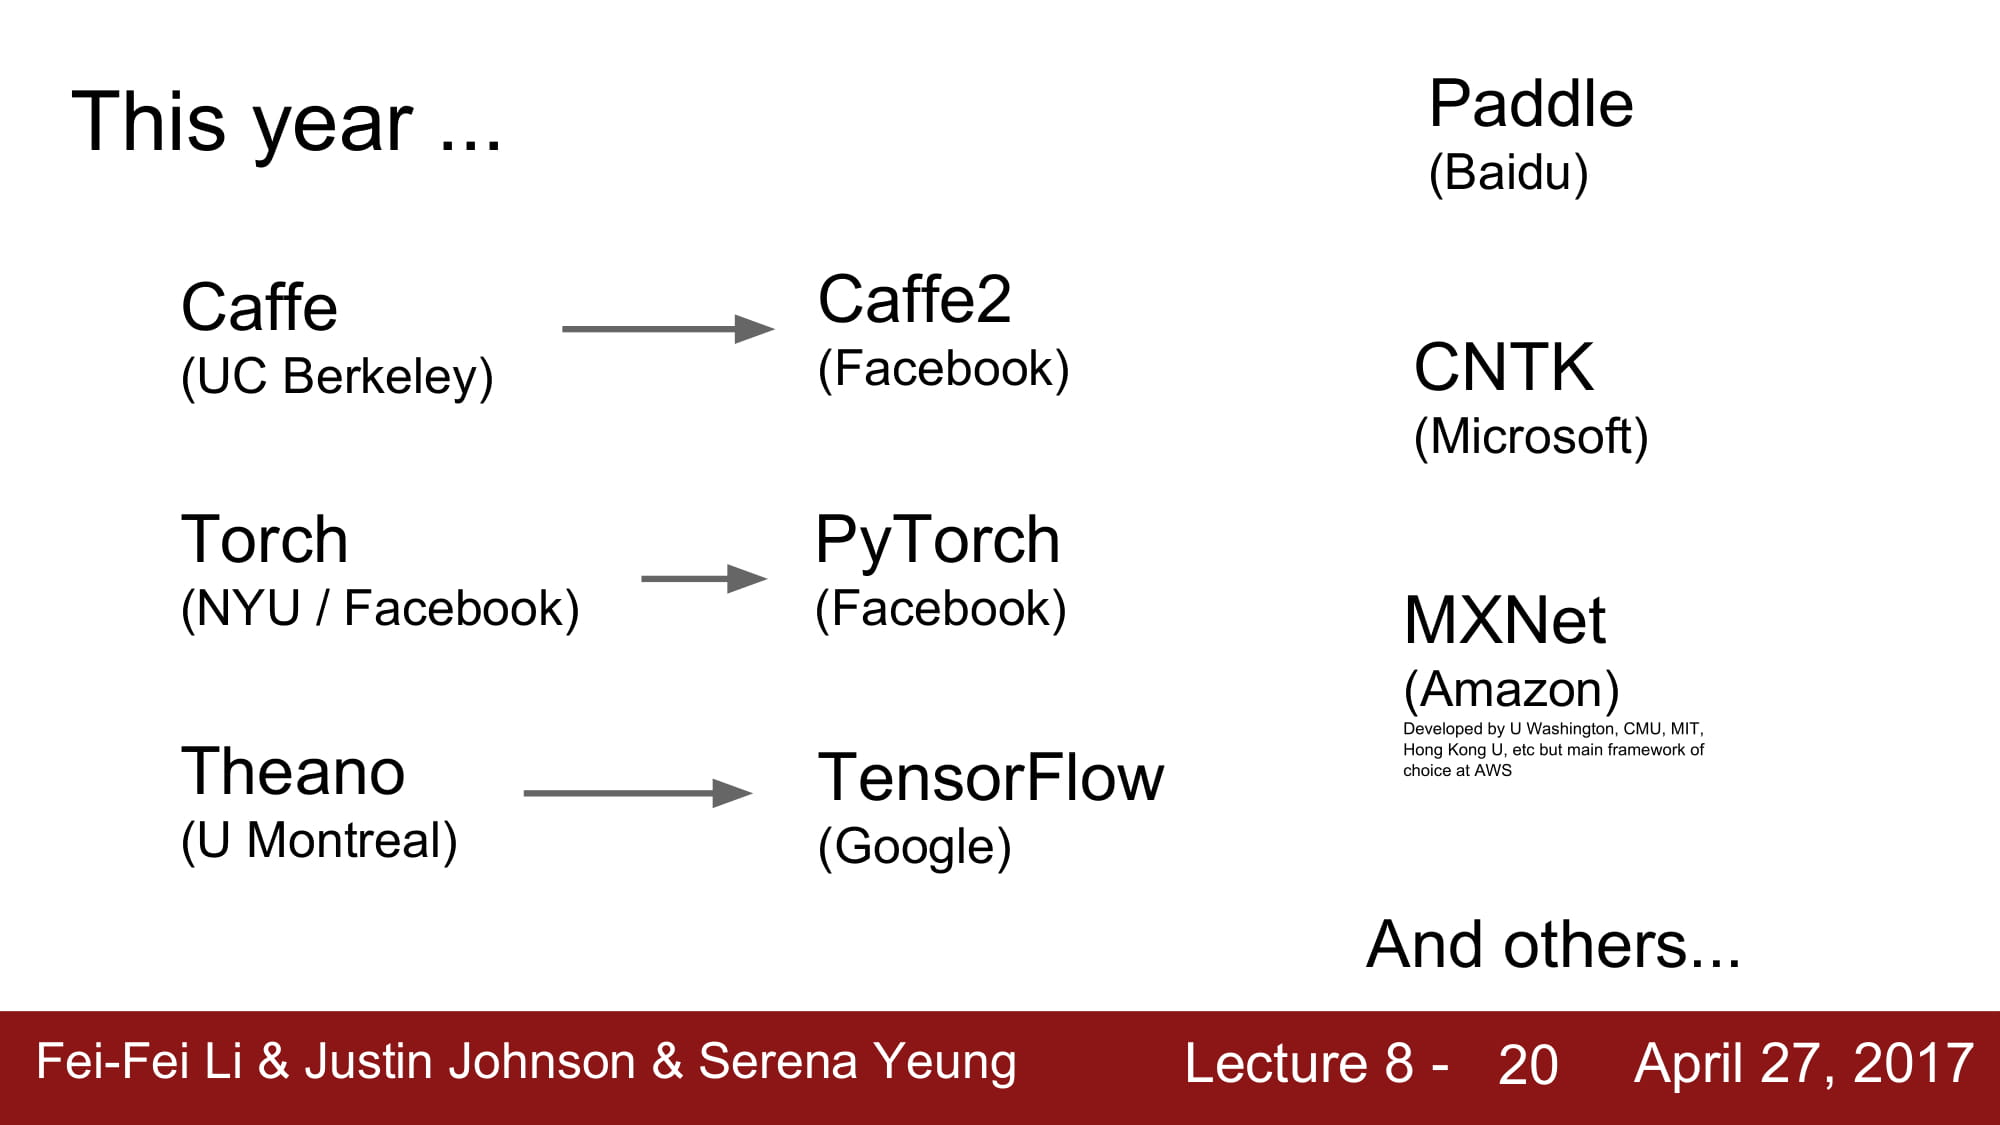 This year ...
Caffe
(UC Berkeley)
Caffe2
(Facebook)
Torch
(NYU / Facebook)
PyTorch
(Facebook)
Theano
(U Montreal)
TensorFlow
(Google)
Paddle
(Baidu)
CNTK
(Microsoft)
MXNet
(Amazon)
Developed by U Washington, CMU, MIT,
Hong Kong U, etc but main framework of
choice at AWS
And others...
Fei-Fei Li & Justin Johnson & Serena Yeung
Lecture 8 - 20
April 27, 2017